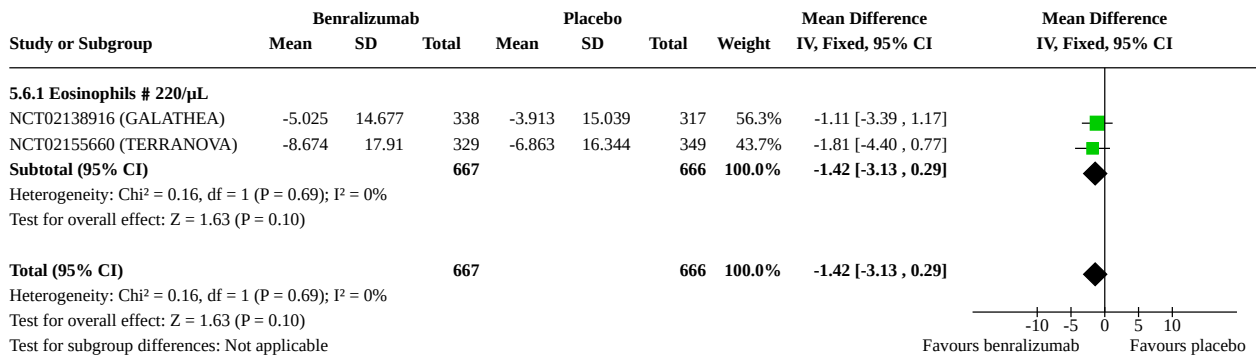 Benralizumab Placebo Mean Difference Mean Difference
Study or Subgroup Mean SD Total Mean SD Total Weight IV, Fixed, 95% CI IV, Fixed, 95% CI
5.6.1 Eosinophils # 220/µL
NCT02138916 (GALATHEA) -5.025 14.677 338 -3.913 15.039 317 56.3% -1.11 [-3.39 , 1.17]
NCT02155660 (TERRANOVA) -8.674 17.91 329 -6.863 16.344 349 43.7% -1.81 [-4.40 , 0.77]
Subtotal (95% CI) 667 666 100.0% -1.42 [-3.13 , 0.29]
Heterogeneity: Chi² = 0.16, df = 1 (P = 0.69); I² = 0%
Test for overall effect: Z = 1.63 (P = 0.10)
Total (95% CI) 667 666 100.0% -1.42 [-3.13 , 0.29]
Heterogeneity: Chi² = 0.16, df = 1 (P = 0.69); I² = 0%
Test for overall effect: Z = 1.63 (P = 0.10) -10 -5 0 5 10
Test for subgroup differences: Not applicable Favours benralizumab Favours placebo